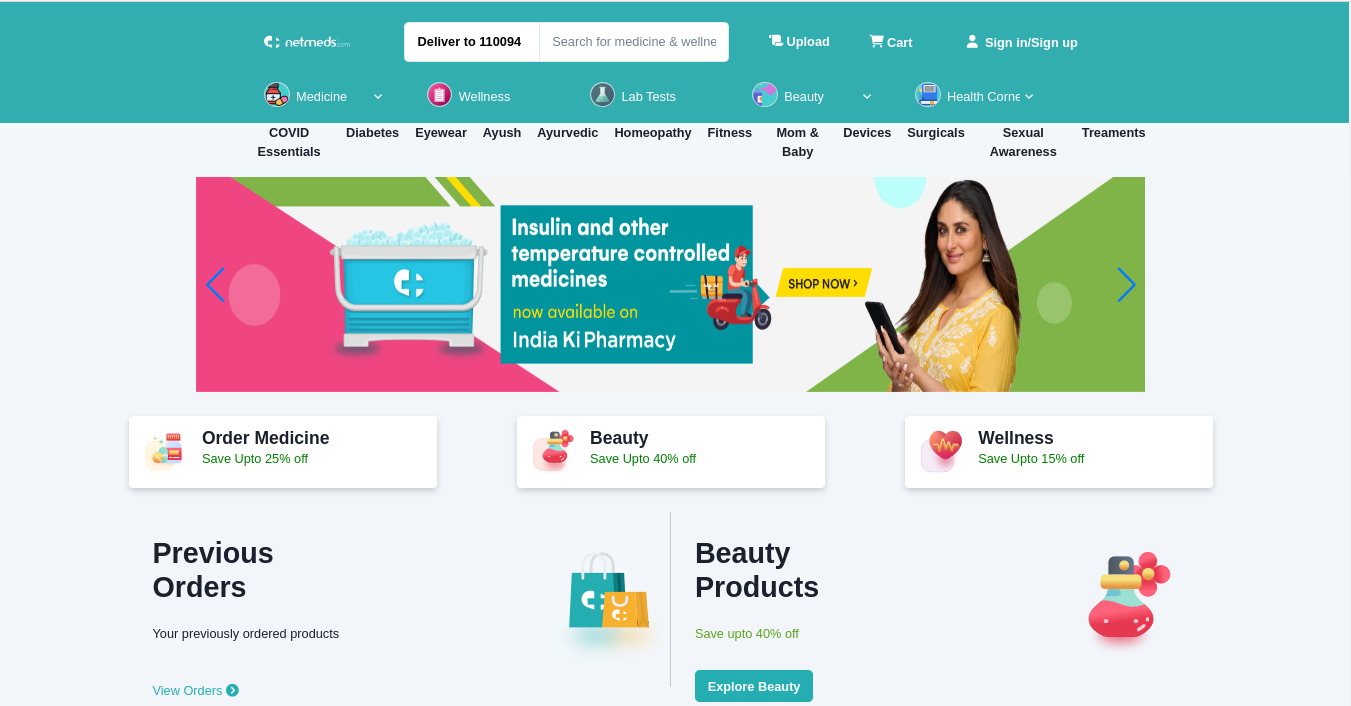 netmeds.com
Deliver to 110094
Search for medicine & wellne
Upload
Cart
Sign in/Sign up
Medicine
Wellness
Lab Tests
Beauty
Health Corne
COVID Essentials
Diabetes
Eyewear
Ayush
Ayurvedic
Homeopathy
Fitness
Mom & Baby
Devices
Surgicals
Sexual Awareness
Treaments
Insulin and other
temperature controlled
medicines
now available on
India Ki Pharmacy
SHOP NOW ›
Order Medicine
Save Upto 25% off
Beauty
Save Upto 40% off
Wellness
Save Upto 15% off
Previous
Orders
Your previously ordered products
View Orders
Beauty
Products
Save upto 40% off
Explore Beauty